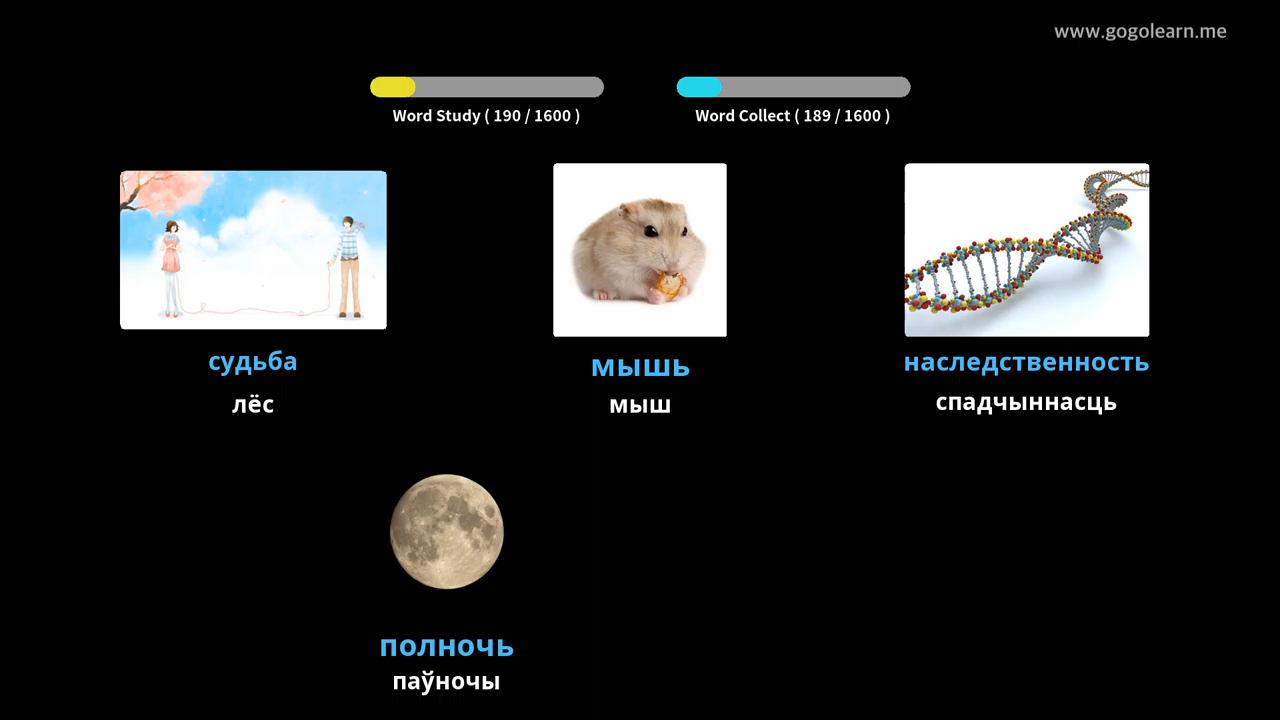 www.gogolearn.me
Word Study ( 190 / 1600 )
Word Collect ( 189 / 1600 )
судьба
лёс
мышь
мыш
наследственность
спадчыннасць
полночь
паўночы